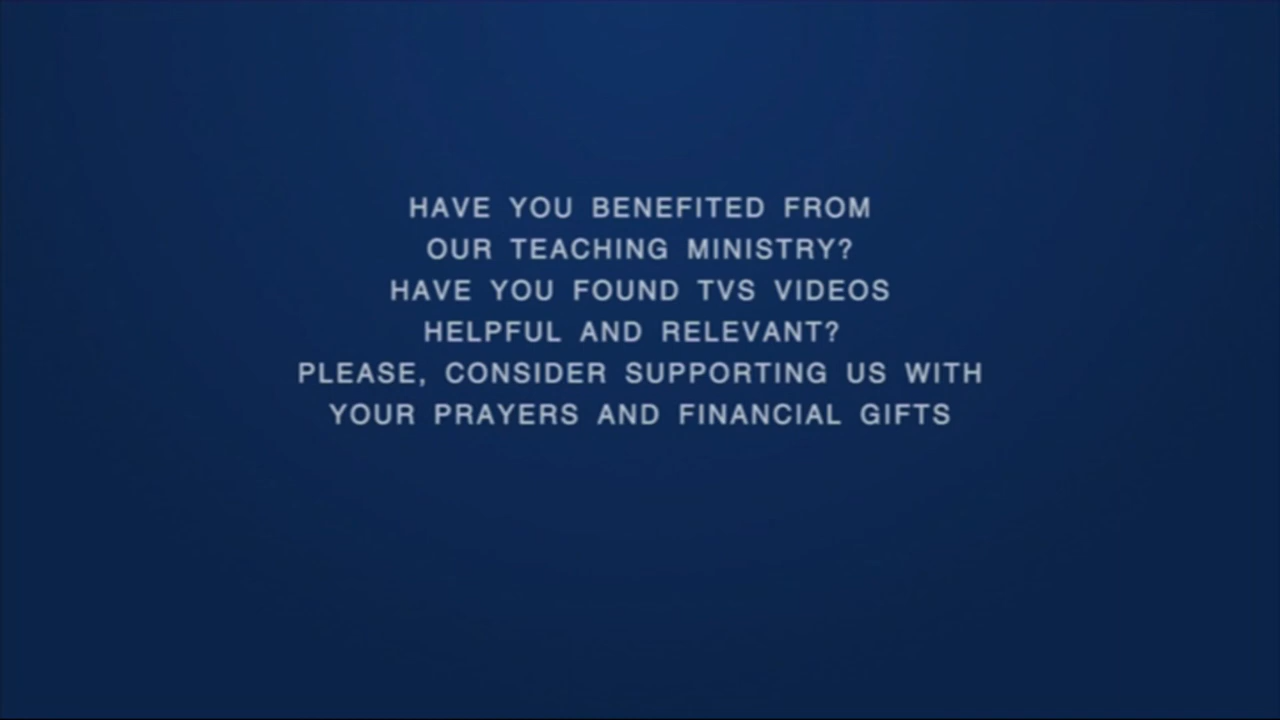 HAVE YOU BENEFITED FROM
OUR TEACHING MINISTRY?
HAVE YOU FOUND TVS VIDEOS
HELPFUL AND RELEVANT?
PLEASE, CONSIDER SUPPORTING US WITH
YOUR PRAYERS AND FINANCIAL GIFTS